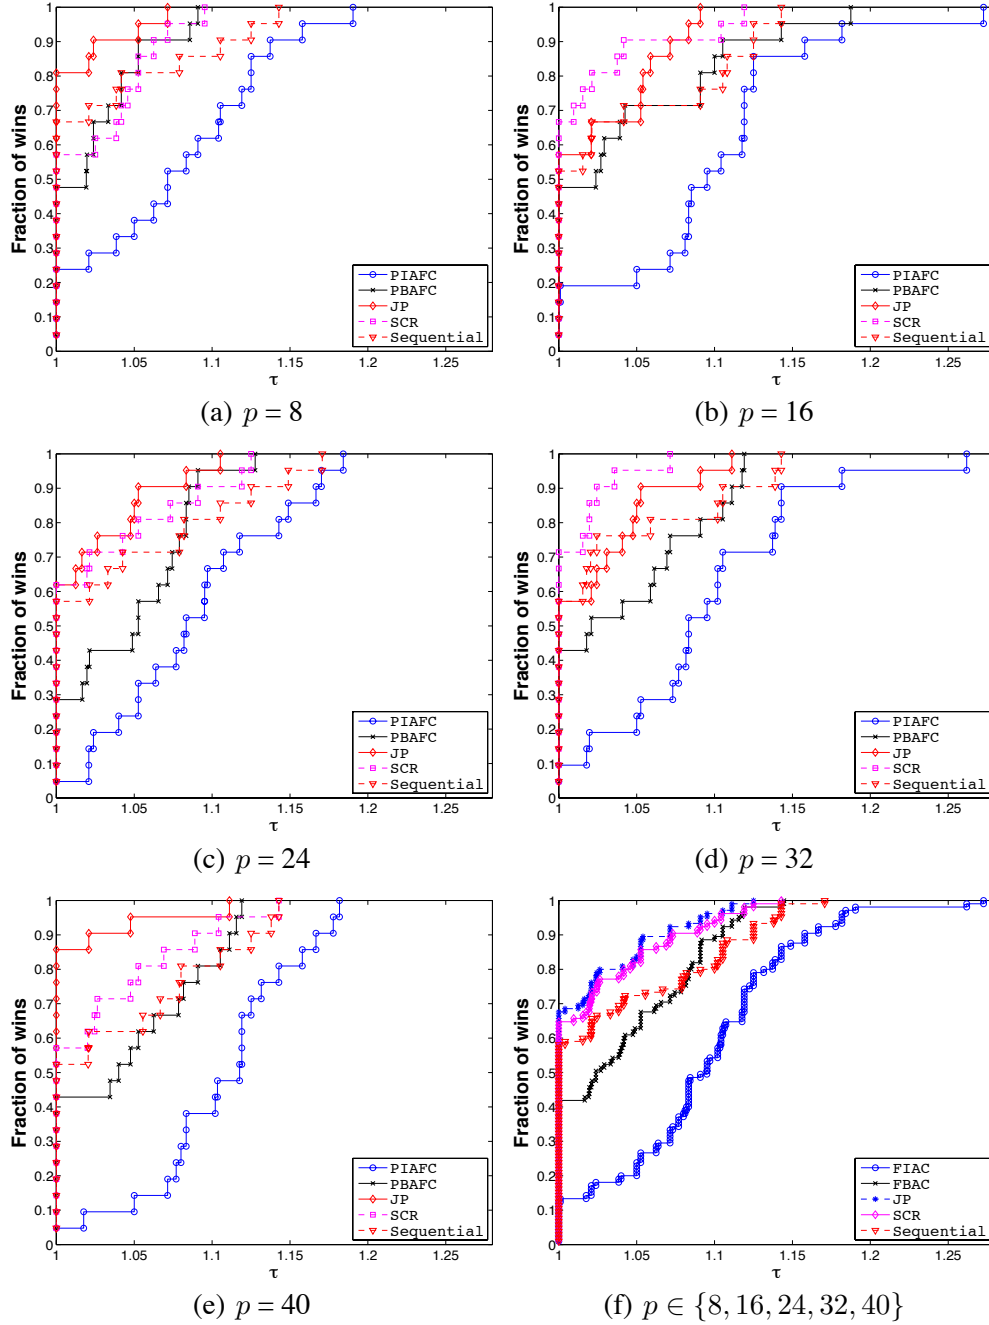 Fraction of wins
1
0.9
0.8
0.7
0.6
0.5
0.4
0.3
0.2
0.1
0
1 1.05 1.1 1.15 1.2 1.25
τ
PIAFC
PBAFC
JP
SCR
Sequential
(a) p = 8
Fraction of wins
1
0.9
0.8
0.7
0.6
0.5
0.4
0.3
0.2
0.1
0
1 1.05 1.1 1.15 1.2 1.25
τ
PIAFC
PBAFC
JP
SCR
Sequential
(b) p = 16
Fraction of wins
1
0.9
0.8
0.7
0.6
0.5
0.4
0.3
0.2
0.1
0
1 1.05 1.1 1.15 1.2 1.25
τ
PIAFC
PBAFC
JP
SCR
Sequential
(c) p = 24
Fraction of wins
1
0.9
0.8
0.7
0.6
0.5
0.4
0.3
0.2
0.1
0
1 1.05 1.1 1.15 1.2 1.25
τ
PIAFC
PBAFC
JP
SCR
Sequential
(d) p = 32
Fraction of wins
1
0.9
0.8
0.7
0.6
0.5
0.4
0.3
0.2
0.1
0
1 1.05 1.1 1.15 1.2 1.25
τ
PIAFC
PBAFC
JP
SCR
Sequential
(e) p = 40
Fraction of wins
1
0.9
0.8
0.7
0.6
0.5
0.4
0.3
0.2
0.1
0
1 1.05 1.1 1.15 1.2 1.25
τ
FIAC
FBAC
JP
SCR
Sequential
(f) p ∈ {8, 16, 24, 32, 40}